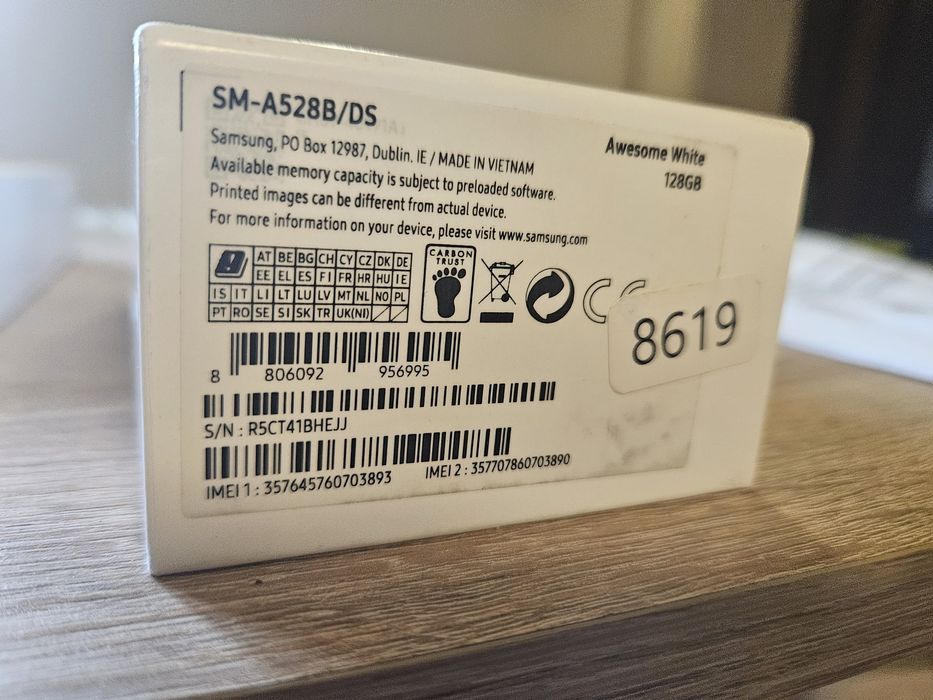 SM-A528B/DS
Samsung, PO Box 12987, Dublin. IE / MADE IN VIETNAM
Available memory capacity is subject to preloaded software.
Printed images can be different from actual device.
For more information on your device, please visit www.samsung.com
Awesome White
128GB
AT BE BG CH CY CZ DK DE
EE EL ES FI FR HR HU IE
IS IT LI LT LU LV MT NL NO PL
PT RO SE SI SK TR UK(NI)
CARBON
TRUST
CE
8619
8 806092 956995
S/N : R5CT41BHEJJ
IMEI 1 : 357645760703893 IMEI 2 : 357707860703890